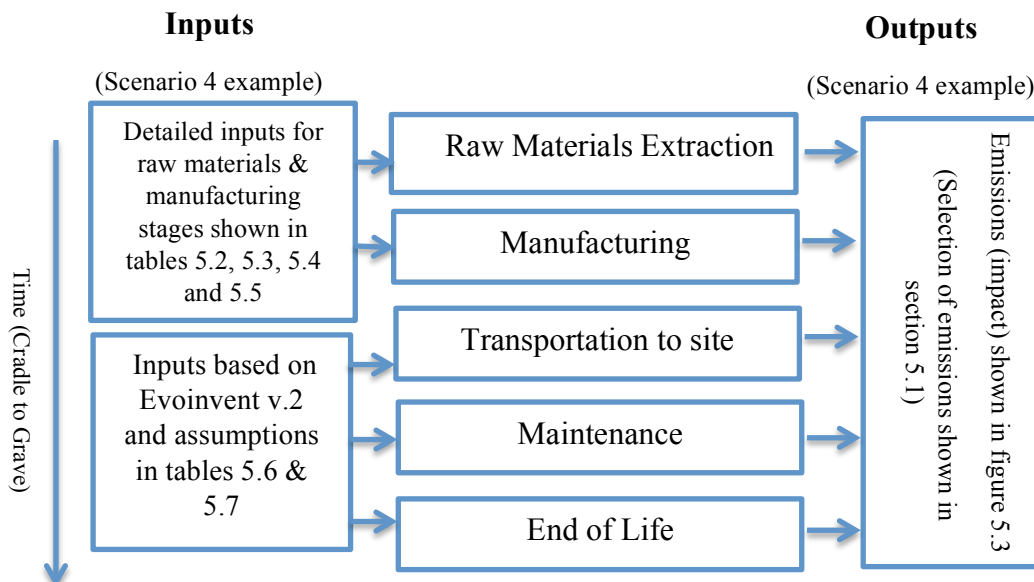 Inputs
Outputs
(Scenario 4 example)
(Scenario 4 example)
Time (Cradle to Grave)
Detailed inputs for
raw materials &
manufacturing
stages shown in
tables 5.2, 5.3, 5.4
and 5.5
Inputs based on
Evoinvent v.2
and assumptions
in tables 5.6 &
5.7
Raw Materials Extraction
Manufacturing
Transportation to site
Maintenance
End of Life
Emissions (impact) shown in figure 5.3
(Selection of emissions shown in
section 5.1)